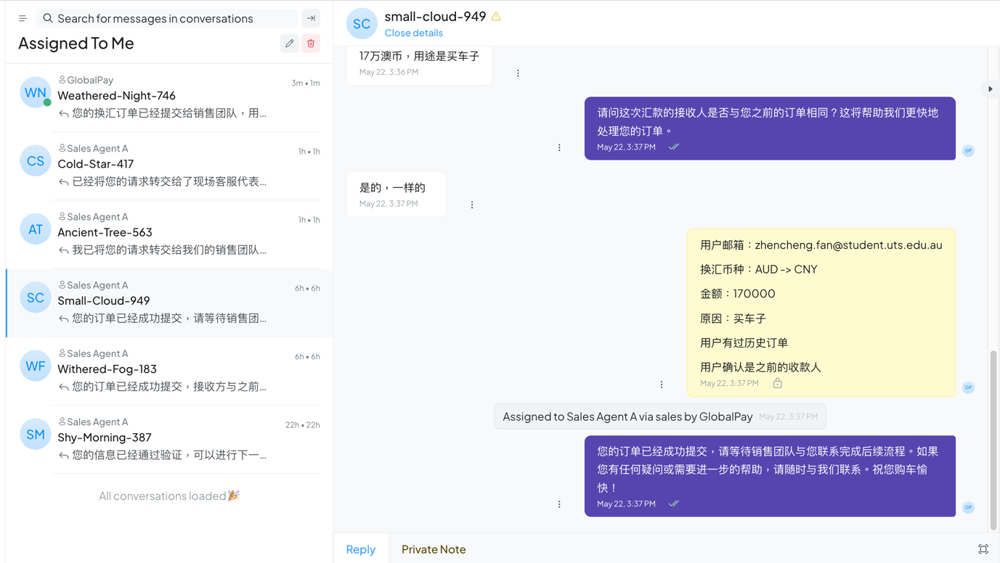 Search for messages in conversations
Assigned To Me
GlobalPay
Weathered-Night-746
3m • 1m
WN
您的换汇订单已经提交给销售团队，用...
Sales Agent A
Cold-Star-417
1h • 1h
CS
已经将您的请求转交给了现场客服代表...
Sales Agent A
Ancient-Tree-563
1h • 1h
AT
我已将您的请求转交给我们的销售团队...
Sales Agent A
Small-Cloud-949
6h • 6h
SC
您的订单已经成功提交，请等待销售团...
Sales Agent A
Withered-Fog-183
6h • 6h
WF
您的订单已经成功提交，接收方与之前...
Sales Agent A
Shy-Morning-387
22h • 22h
SM
您的信息已经通过验证，可以进行下一...
All conversations loaded 🎉
SC
small-cloud-949
Close details
17万澳币，用途是买车子
May 22, 3:36 PM
请问这次汇款的接收人是否与您之前的订单相同？这将帮助我们更快地
处理您的订单。
May 22, 3:37 PM
GP
是的，一样的
May 22, 3:37 PM
用户邮箱：zhencheng.fan@student.uts.edu.au
换汇币种：AUD -> CNY
金额：170000
原因：买车子
用户有过历史订单
用户确认是之前的收款人
May 22, 3:37 PM
GP
Assigned to Sales Agent A via sales by GlobalPay May 22, 3:37 PM
您的订单已经成功提交，请等待销售团队与您联系完成后续流程。如果
您有任何疑问或需要进一步的帮助，请随时与我们联系。祝您购车愉
快！
May 22, 3:37 PM
GP
Reply
Private Note